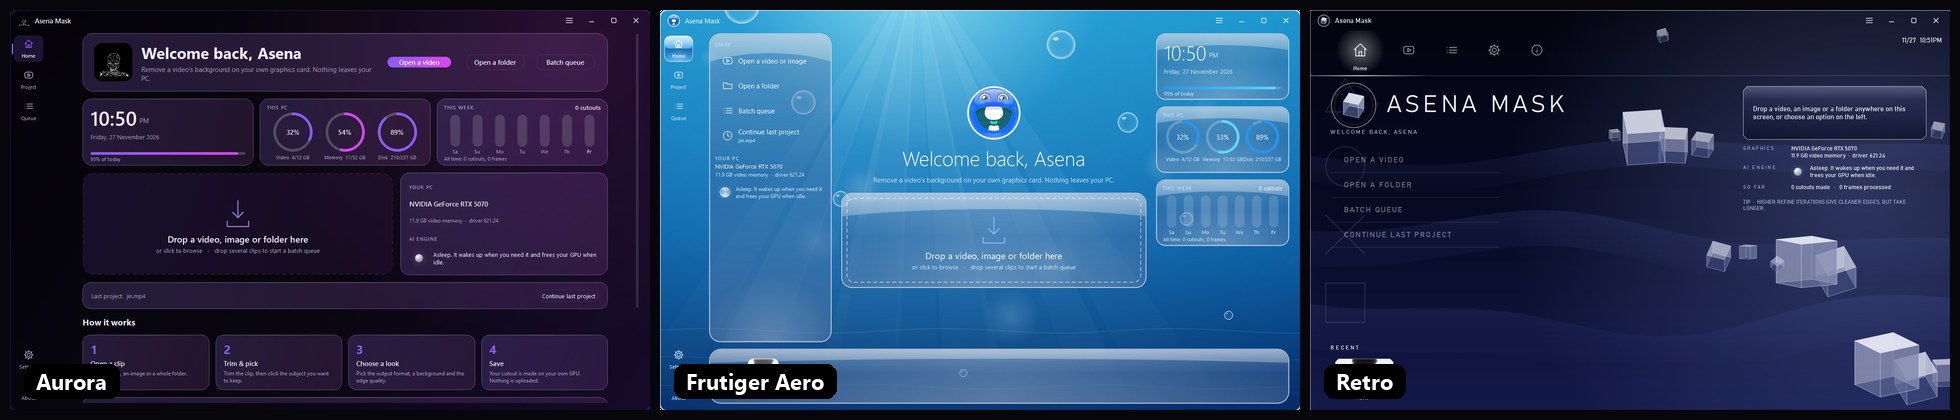 Asena Mask
Home
Project
Queue
Welcome back, Asena
Remove a video's background on your own graphics card. Nothing leaves your PC.
Open a video
Open a folder
Batch queue
10:50 PM
Friday, 27 November 2026
95% of today
THIS PC
32%
54%
89%
Video 4/12 GB
Memory 17/32 GB
Disk 210/237 GB
THIS WEEK
0 cutouts
Sa Su Mo Tu We Th Fr
All time: 0 cutouts, 0 frames
Drop a video, image or folder here
or click to browse · drop several clips to start a batch queue
YOUR PC
NVIDIA GeForce RTX 5070
11.9 GB video memory · driver 621.24
AI ENGINE
Asleep. It wakes up when you need it and frees your GPU when idle.
Last project: jin.mp4
Continue last project
How it works
1
2
Trim & pick
Trim the clip, then click the subject you want to keep.
3
Choose a look
Pick the output format, a background and the edge quality.
4
Save
Your cutout is made on your own GPU. Nothing is uploaded.
Aurora
Asena Mask
Home
Project
Queue
START
Open a video or image
Open a folder
Batch queue
Continue last project
jin.mp4
YOUR PC
NVIDIA GeForce RTX 5070
11.9 GB video memory · driver 621.24
Asleep. It wakes up when you need it and frees your GPU when idle.
Welcome back, Asena
Remove a video's background on your own graphics card. Nothing leaves your PC.
Drop a video, image or folder here
or click to browse · drop several clips to start a batch queue
10:50 PM
Friday, 27 November 2026
95% of today
THIS PC
32%
53%
89%
Video 4/12 GB
Memory 17/32 GB
Disk 210/237 GB
THIS WEEK
0 cutouts
Sa Su Mo Tu We Th Fr
All time: 0 cutouts, 0 frames
Frutiger Aero
Asena Mask
Home
11/27 10:51PM
ASENA MASK
WELCOME BACK, ASENA
OPEN A VIDEO
OPEN A FOLDER
BATCH QUEUE
CONTINUE LAST PROJECT
Drop a video, an image or a folder anywhere on this screen, or choose an option on the left.
GRAPHICS
NVIDIA GeForce RTX 5070
11.9 GB video memory · driver 621.24
AI ENGINE
Asleep. It wakes up when you need it and frees your GPU when idle.
SO FAR
0 cutouts made · 0 frames processed
TIP HIGHER REFINE ITERATIONS GIVE CLEANER EDGES, BUT TAKE LONGER.
RECENT
Retro